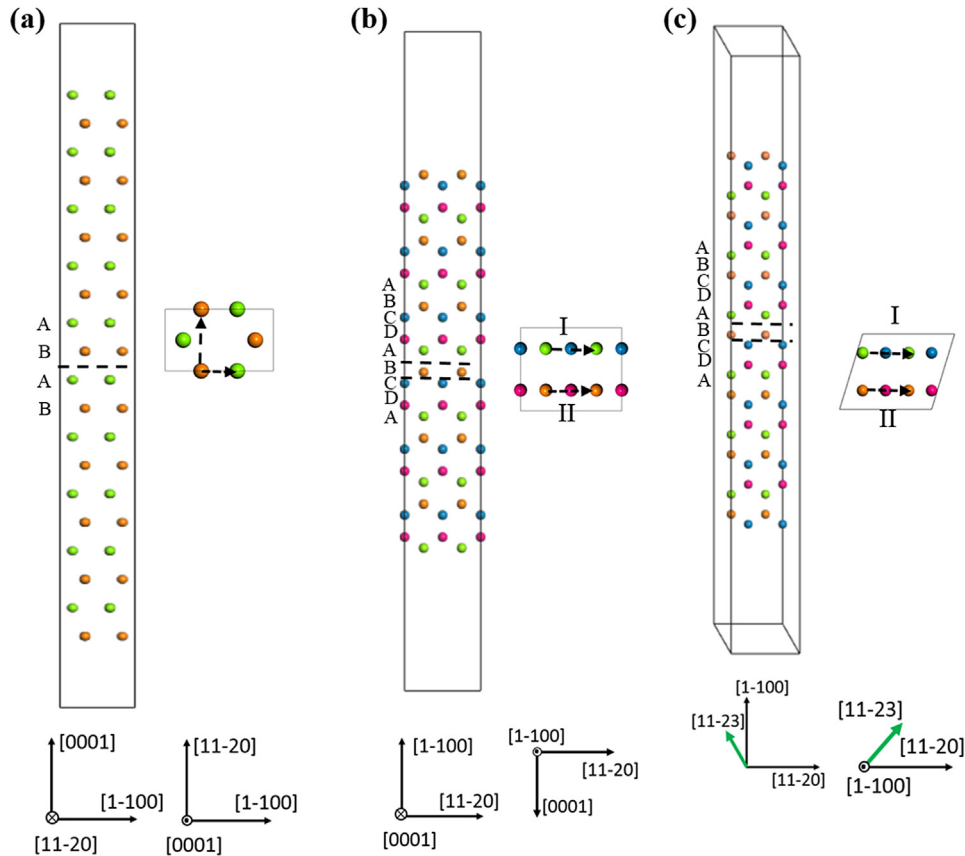 (a)
A
B
A
B
[0001]
[1-100]
[11-20]
[11-20]
[1-100]
[0001]
(b)
A
B
C
D
A
B
C
D
A
I
II
[1-100]
[11-20]
[0001]
[1-100]
[11-20]
[0001]
(c)
A
B
C
D
A
B
C
D
A
I
II
[1-100]
[11-23]
[11-20]
[11-23]
[11-20]
[1-100]